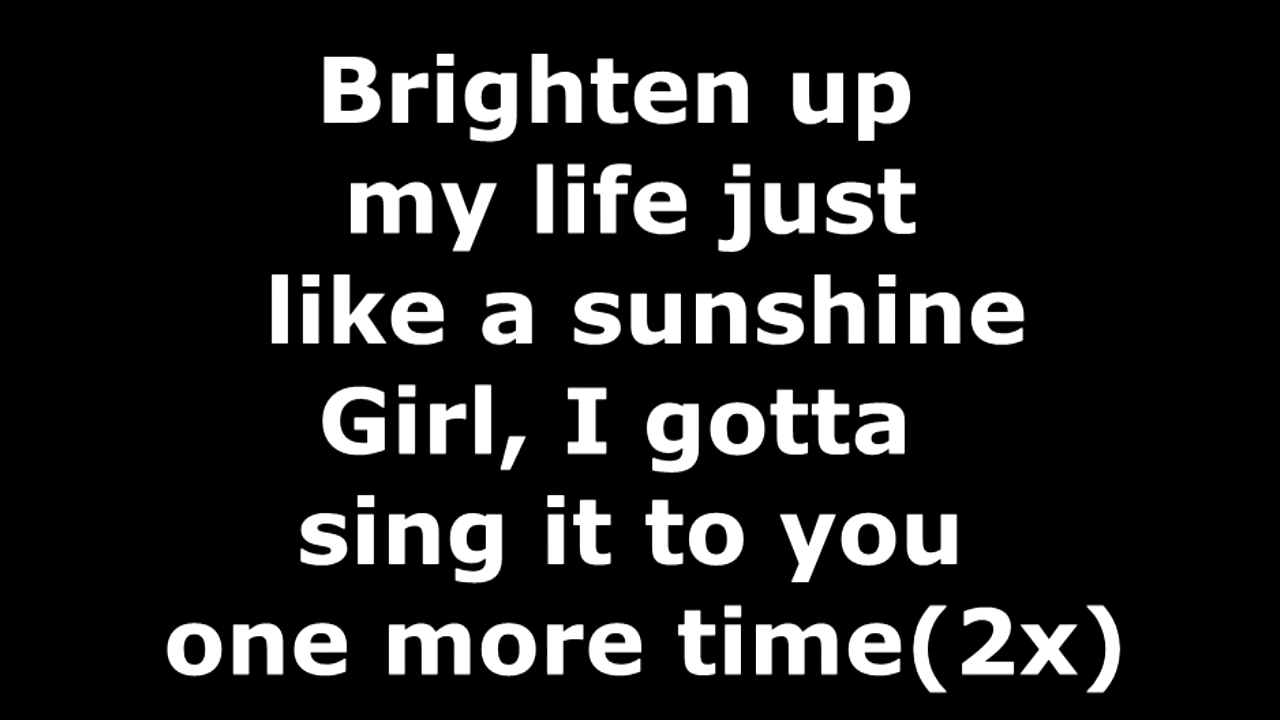 Brighten up
my life just
like a sunshine
Girl, I gotta
sing it to you
one more time(2x)